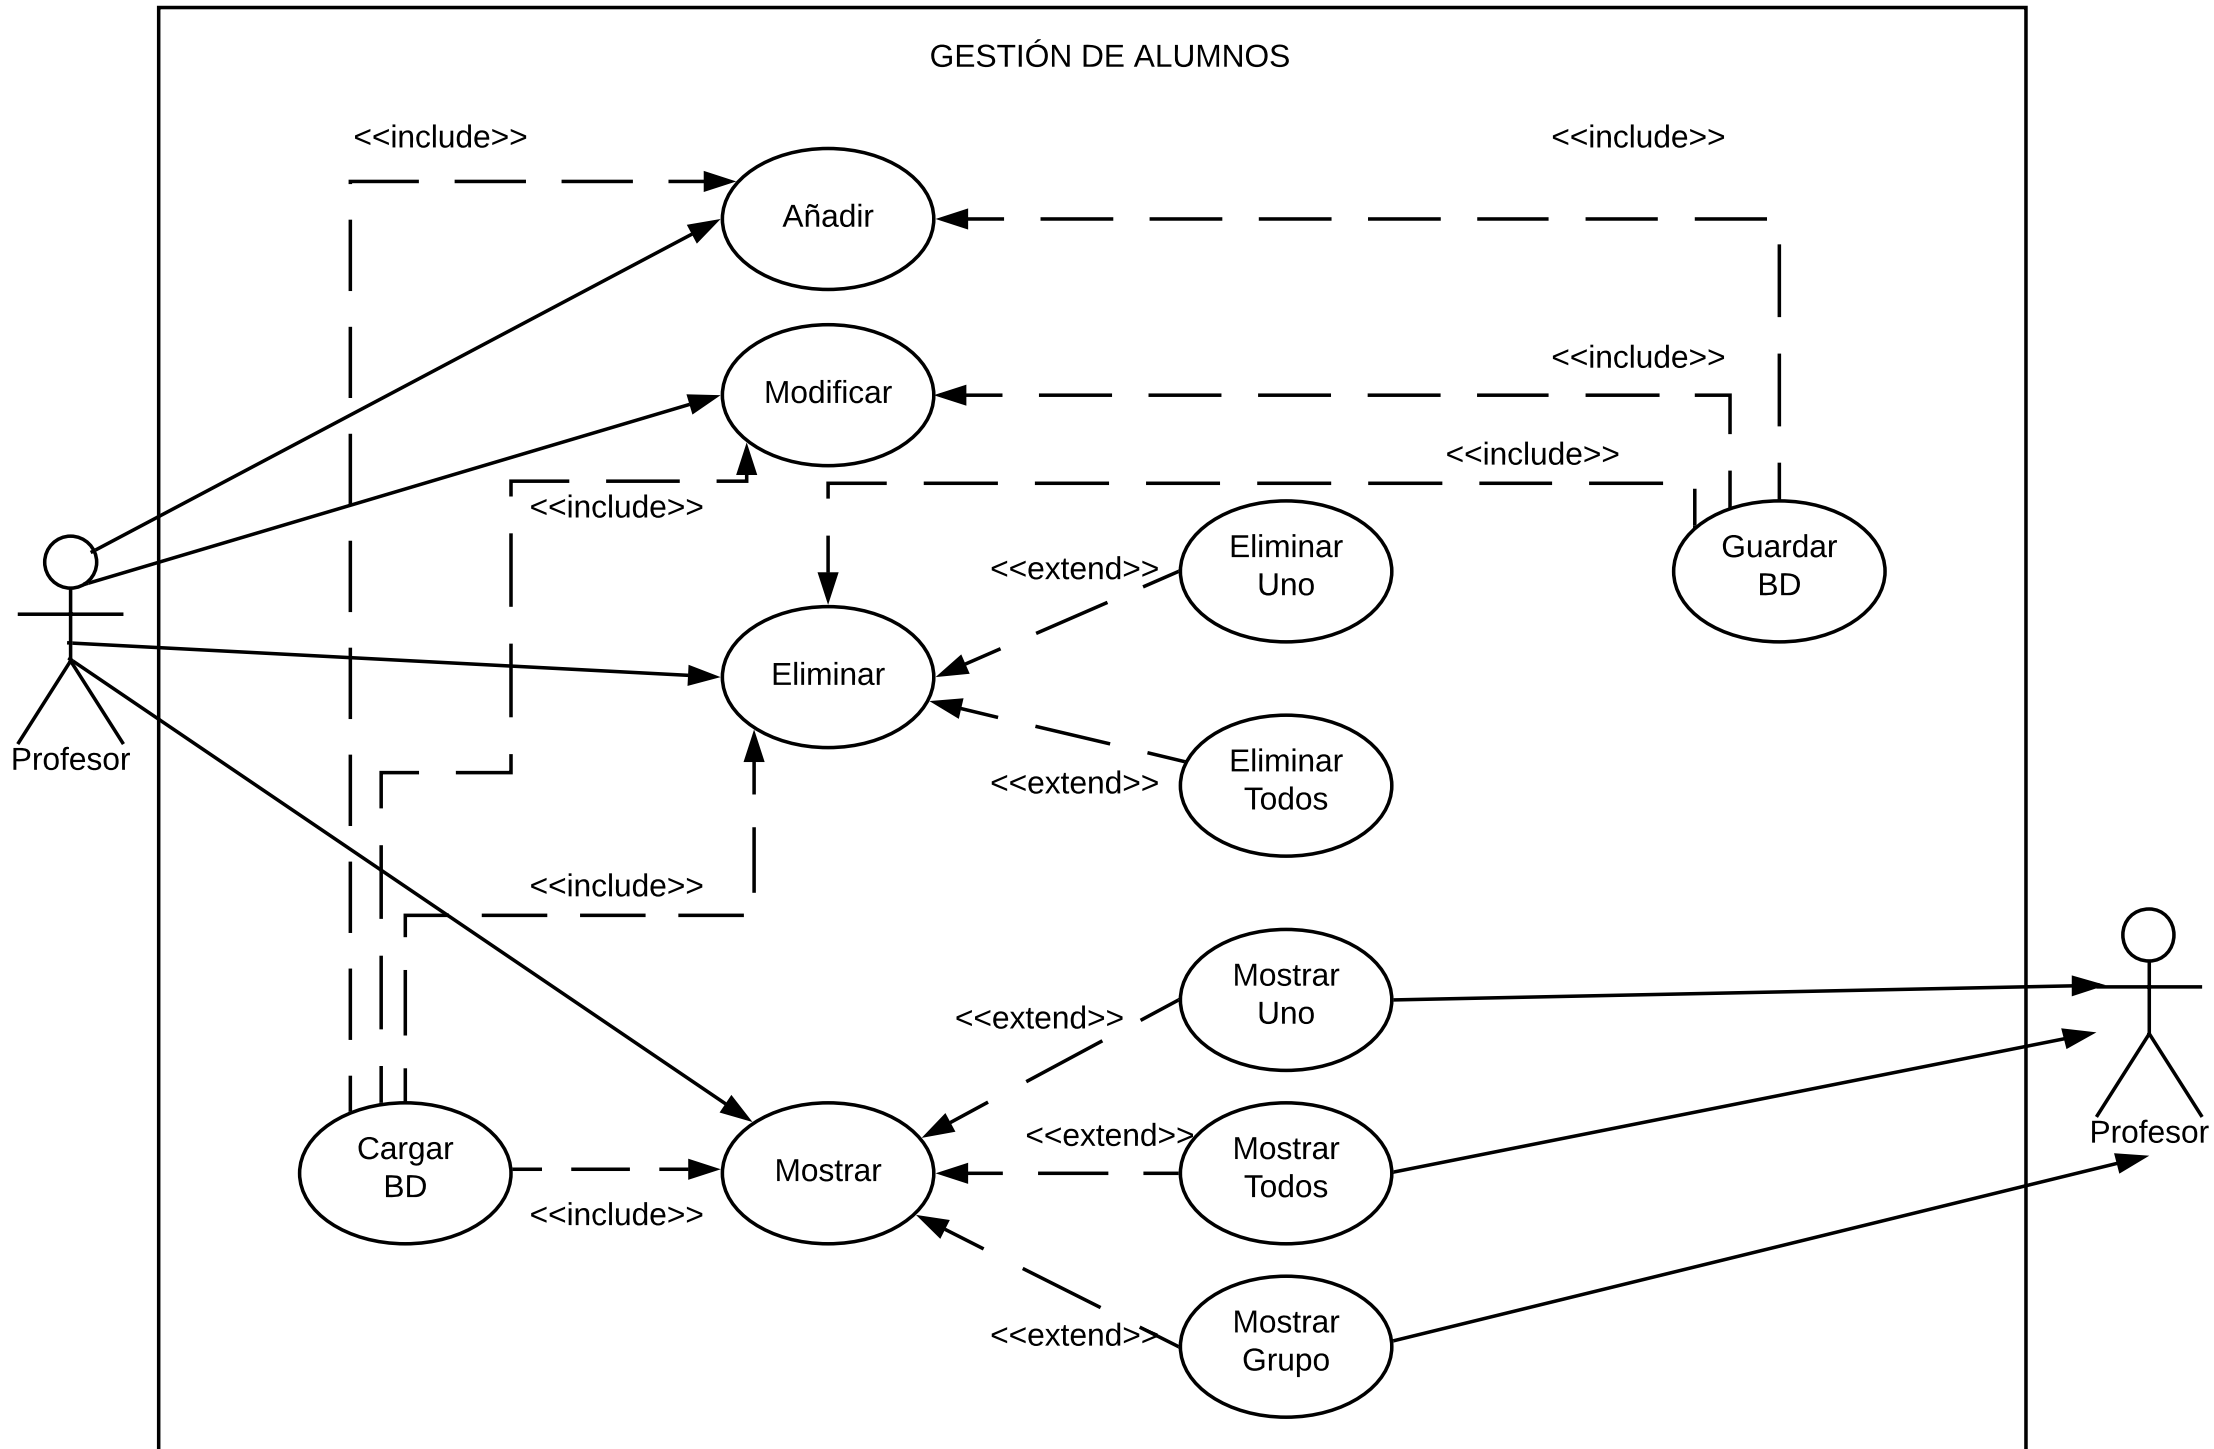 GESTIÓN DE ALUMNOS
<<include>>
<<include>>
Añadir
<<include>>
Modificar
<<include>>
<<include>>
Eliminar
Uno
Guardar
BD
<<extend>>
Eliminar
Profesor
Eliminar
Todos
<<extend>>
<<include>>
Mostrar
Uno
<<extend>>
Profesor
<<extend>>
Cargar
BD
Mostrar
Mostrar
Todos
<<include>>
Mostrar
Grupo
<<extend>>